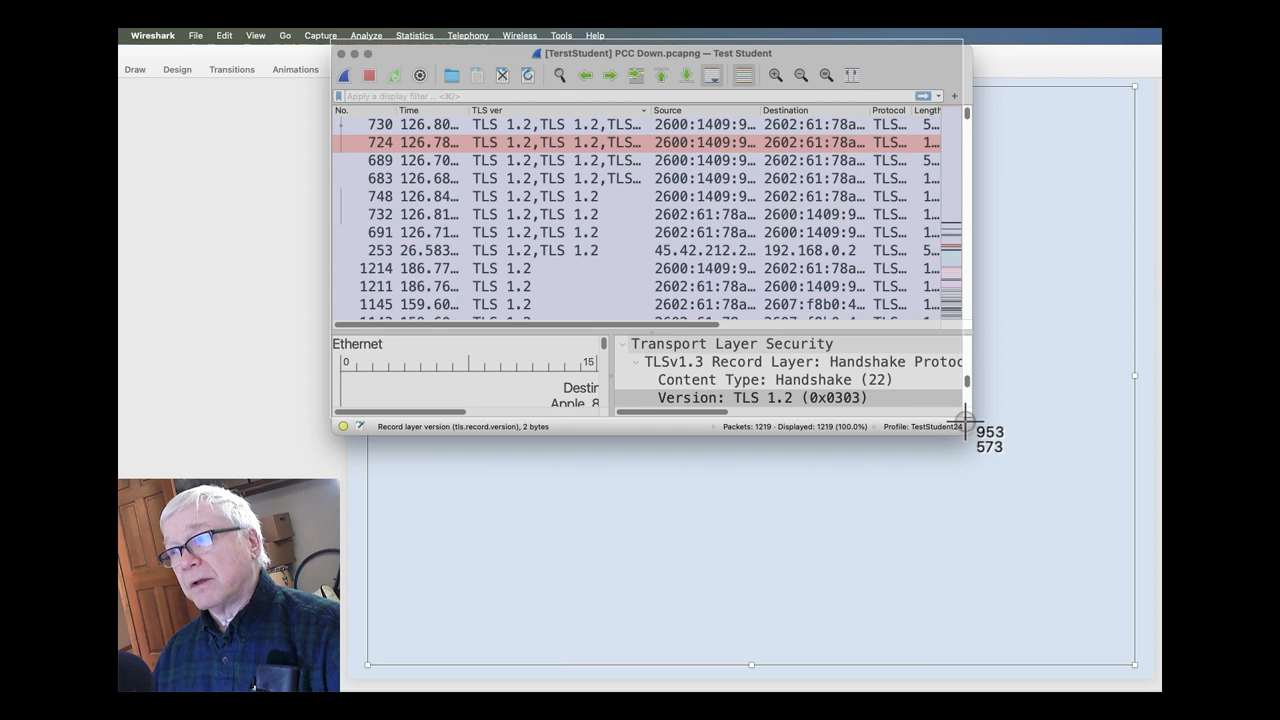 Wireshark File Edit View Go Capture Analyze Statistics Telephony Wireless Tools Help
Draw Design Transitions Animations
[TerstStudent] PCC Down.pcapng — Test Student
Apply a display filter … <⌘/>
No. Time TLS ver Source Destination Protocol Length
730 126.80… TLS 1.2,TLS 1.2,TLS… 2600:1409:9… 2602:61:78a… TLS… 5…
724 126.78… TLS 1.2,TLS 1.2,TLS… 2600:1409:9… 2602:61:78a… TLS… 1…
689 126.70… TLS 1.2,TLS 1.2,TLS… 2600:1409:9… 2602:61:78a… TLS… 5…
683 126.68… TLS 1.2,TLS 1.2,TLS… 2600:1409:9… 2602:61:78a… TLS… 1…
748 126.84… TLS 1.2,TLS 1.2 2600:1409:9… 2602:61:78a… TLS… 1…
732 126.81… TLS 1.2,TLS 1.2 2602:61:78a… 2600:1409:9… TLS… 1…
691 126.71… TLS 1.2,TLS 1.2 2602:61:78a… 2600:1409:9… TLS… 1…
253 26.583… TLS 1.2,TLS 1.2 45.42.212.2… 192.168.0.2 TLS… 5…
1214 186.77… TLS 1.2 2600:1409:9… 2602:61:78a… TLS… 1…
1211 186.76… TLS 1.2 2602:61:78a… 2600:1409:9… TLS… 1…
1145 159.60… TLS 1.2 2602:61:78a… 2607:f8b0:4… TLS… 1…
Ethernet
0 15
Destin
Apple_8
Transport Layer Security
TLSv1.3 Record Layer: Handshake Protoc
Content Type: Handshake (22)
Version: TLS 1.2 (0x0303)
Record layer version (tls.record.version), 2 bytes
Packets: 1219 · Displayed: 1219 (100.0%)
Profile: TestStudent24
953
573